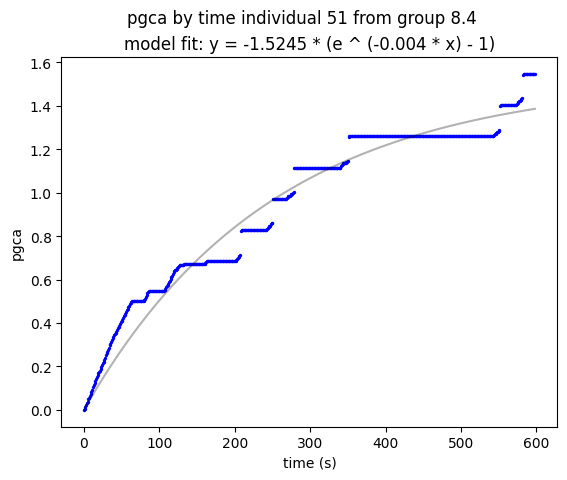 pgca by time individual 51 from group 8.4
model fit: y = -1.5245 * (e ^ (-0.004 * x) - 1)
1.6
1.4
1.2
1.0
0.8
0.6
0.4
0.2
0.0
pgca
0 100 200 300 400 500 600
time (s)